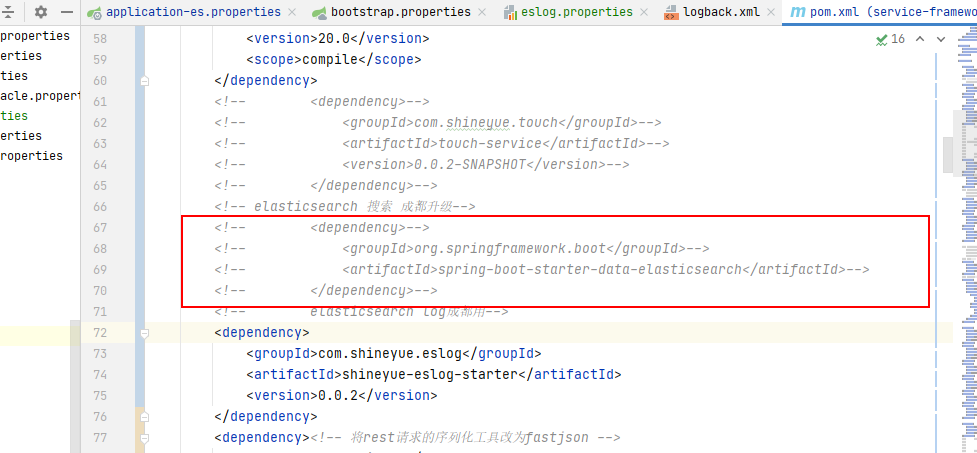 application-es.properties bootstrap.properties eslog.properties logback.xml pom.xml (service-framewo
properties
erties
ties
acle.prope
ties
erties
roperties
16
58 <version>20.0</version>
59 <scope>compile</scope>
60 </dependency>
61 <!-- <dependency>-->
62 <!-- <groupId>com.shineyue.touch</groupId>-->
63 <!-- <artifactId>touch-service</artifactId>-->
64 <!-- <version>0.0.2-SNAPSHOT</version>-->
65 <!-- </dependency>-->
66 <!-- elasticsearch 搜索 成都升级-->
67 <!-- <dependency>-->
68 <!-- <groupId>org.springframework.boot</groupId>-->
69 <!-- <artifactId>spring-boot-starter-data-elasticsearch</artifactId>-->
70 <!-- </dependency>-->
71 <!-- elasticsearch log成都用-->
72 <dependency>
73 <groupId>com.shineyue.eslog</groupId>
74 <artifactId>shineyue-eslog-starter</artifactId>
75 <version>0.0.2</version>
76 </dependency>
77 <dependency><!-- 将rest请求的序列化工具改为fastjson -->